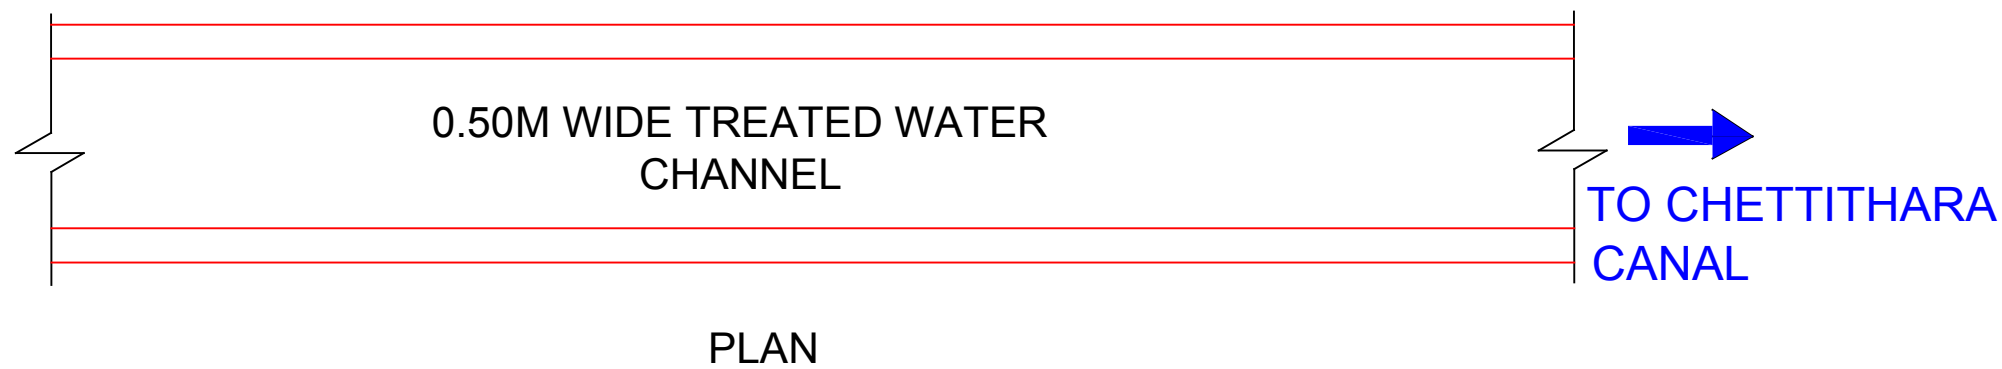 0.50M WIDE TREATED WATER
CHANNEL
TO CHETTITHARA
CANAL
PLAN